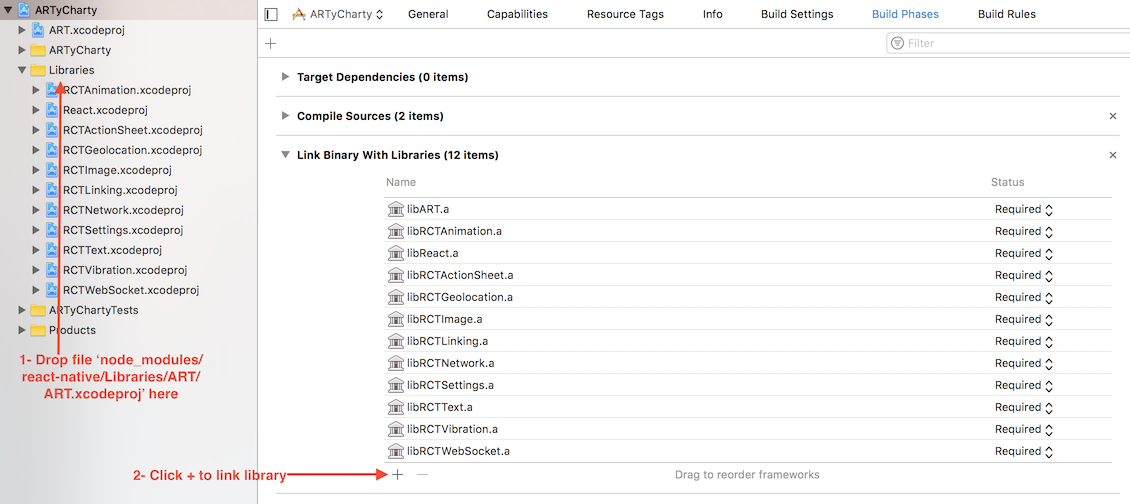 ARTyCharty
ART.xcodeproj
ARTyCharty
Libraries
RCTAnimation.xcodeproj
React.xcodeproj
RCTActionSheet.xcodeproj
RCTGeolocation.xcodeproj
RCTImage.xcodeproj
RCTLinking.xcodeproj
RCTNetwork.xcodeproj
RCTSettings.xcodeproj
RCTText.xcodeproj
RCTVibration.xcodeproj
RCTWebSocket.xcodeproj
ARTyChartyTests
Products
1- Drop file ‘node_modules/
react-native/Libraries/ART/
ART.xcodeproj’ here
2- Click + to link library
ARTyCharty General Capabilities Resource Tags Info Build Settings Build Phases Build Rules
Filter
Target Dependencies (0 items)
Compile Sources (2 items)
Link Binary With Libraries (12 items)
Name Status
libART.a Required
libRCTAnimation.a Required
libReact.a Required
libRCTActionSheet.a Required
libRCTGeolocation.a Required
libRCTImage.a Required
libRCTLinking.a Required
libRCTNetwork.a Required
libRCTSettings.a Required
libRCTText.a Required
libRCTVibration.a Required
libRCTWebSocket.a Required
Drag to reorder frameworks